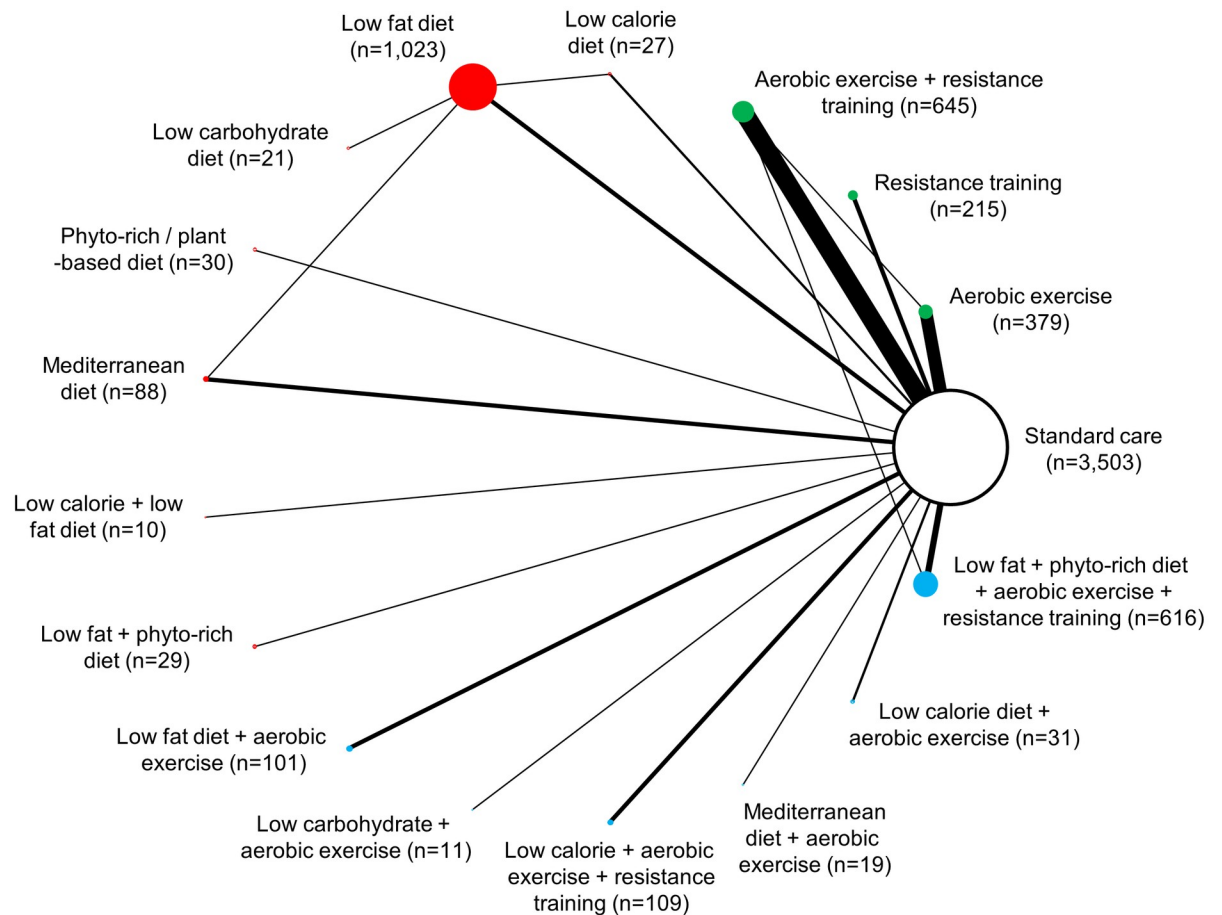 Low fat diet
(n=1,023)
Low calorie
diet (n=27)
Aerobic exercise + resistance
training (n=645)
Low carbohydrate
diet (n=21)
Resistance training
(n=215)
Phyto-rich / plant
-based diet (n=30)
Aerobic exercise
(n=379)
Mediterranean
diet (n=88)
Standard care
(n=3,503)
Low calorie + low
fat diet (n=10)
Low fat + phyto-rich diet
+ aerobic exercise +
resistance training (n=616)
Low fat + phyto-rich
diet (n=29)
Low calorie diet +
aerobic exercise (n=31)
Low fat diet + aerobic
exercise (n=101)
Mediterranean
diet + aerobic
exercise (n=19)
Low carbohydrate +
aerobic exercise (n=11)
Low calorie + aerobic
exercise + resistance
training (n=109)